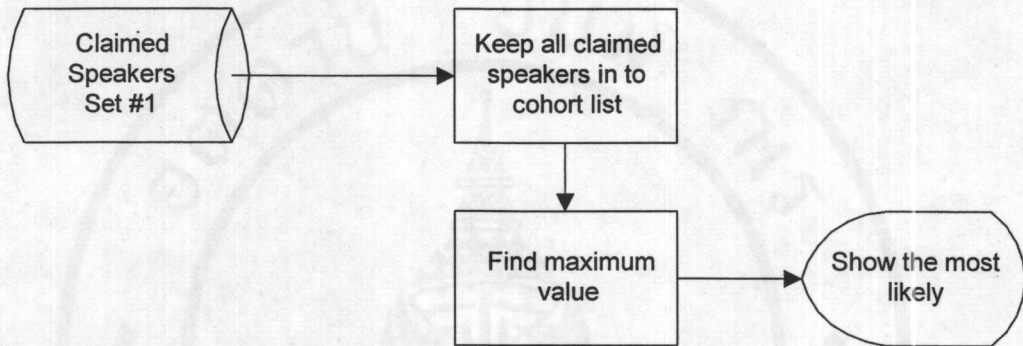 Claimed
Speakers
Set #1
Keep all claimed
speakers in to
cohort list
Find maximum
value
Show the most
likely